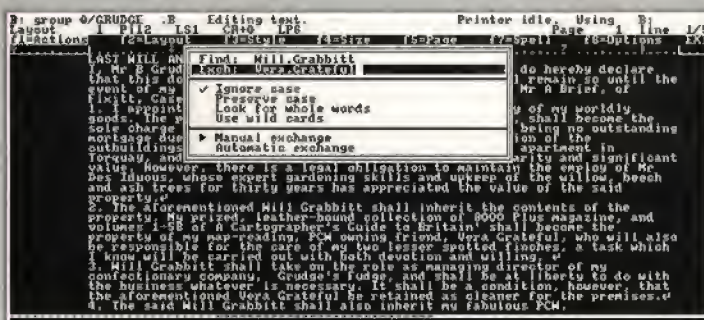 B: group 0/GRUDGE .B Editing text. Printer idle. Using B:
Layout 1 PI12 LS1 CR+0 LP6 Page 1 line 1/5
f1=Actions f2=Layout f3=Style f4=Size f5=Page f7=Spell f8=Options EX
LAST WILL AN
Find: Will.Grabbitt
Exch: Vera.Grateful
I, Mr B Grud do hereby declare
that this do l remain so until the
event of my Mr A Brief, of
Fixitt, Case
✓ Ignore case
Preserve case
Look for whole words
Use wild cards
Manual exchange
Automatic exchange
1. I appoint y of my worldly
goods. The p shall become the
sole charge being no outstanding
mortgage due ion of the
outbuildings apartment in
Torquay, and arity and significant
value. However, there is a legal obligation to maintain the employ of Mr
Des Iduous, whose expert gardening skills and upkeep of the willow, beech
and ash trees for thirty years has appreciated the value of the said
property.↵
2. The aforementioned Will Grabbitt shall inherit the contents of the
property. My prized, leather-bound collection of 8000 Plus magazine, and
volumes 1-58 of 'A Cartographer's Guide to Britain' shall become the
property of my map-reading, PCW owning friend, Vera Grateful, who will also
be responsible for the care of my two lesser spotted finches, a task which
I know will be carried out with both devotion and willing.↵
3. Will Grabbitt shall take on the role as managing director of my
confectionary company, 'Grudge's Fudge', and shall be at liberty to do with
the business whatever is necessary. It shall be a condition, however, that
the aforementioned Vera Grateful be retained as cleaner for the premises.↵
4. The said Will Grabbitt shall also inherit my fabulous PCW.